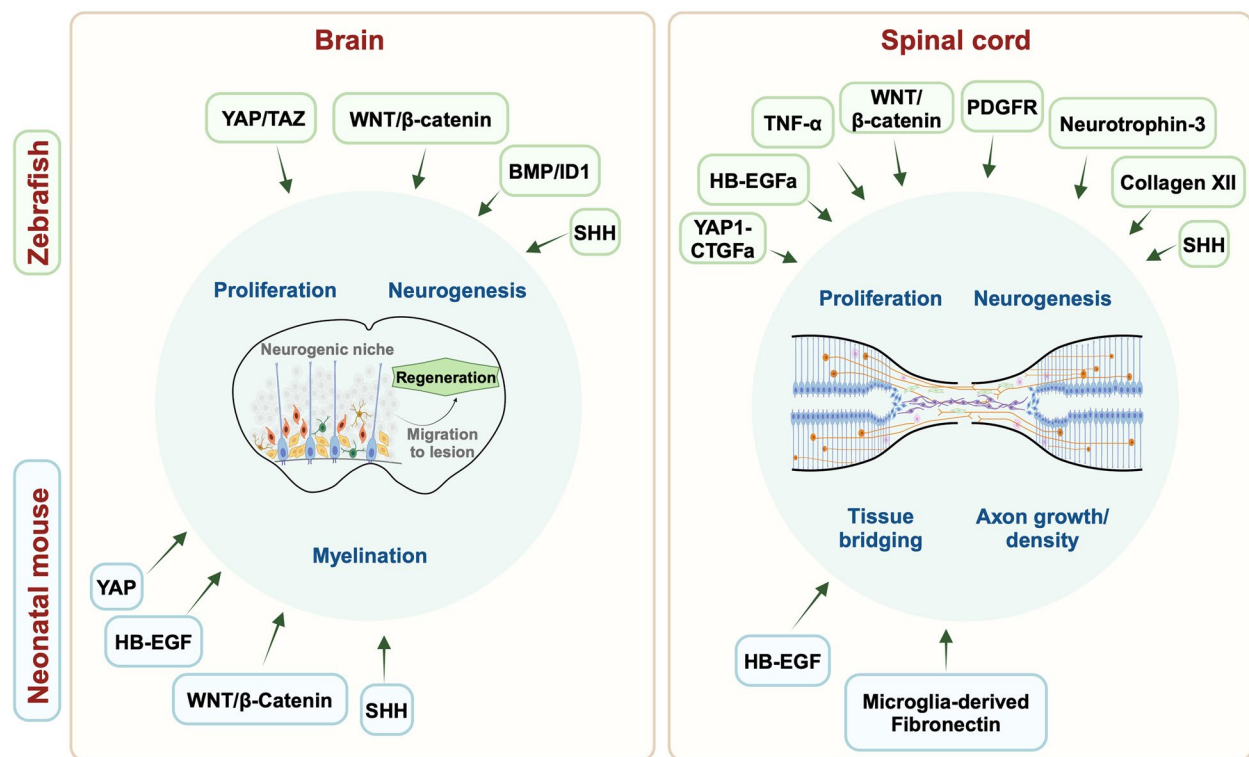 Brain
Spinal cord
Zebrafish
Neonatal mouse
YAP/TAZ
WNT/β-catenin
BMP/ID1
SHH
Proliferation
Neurogenesis
Neurogenic niche
Regeneration
Migration
to lesion
Myelination
YAP
HB-EGF
WNT/β-Catenin
SHH
TNF-α
WNT/
β-catenin
PDGFR
Neurotrophin-3
HB-EGFa
Collagen XII
YAP1-
CTGFa
SHH
Proliferation
Neurogenesis
Tissue
bridging
Axon growth/
density
HB-EGF
Microglia-derived
Fibronectin